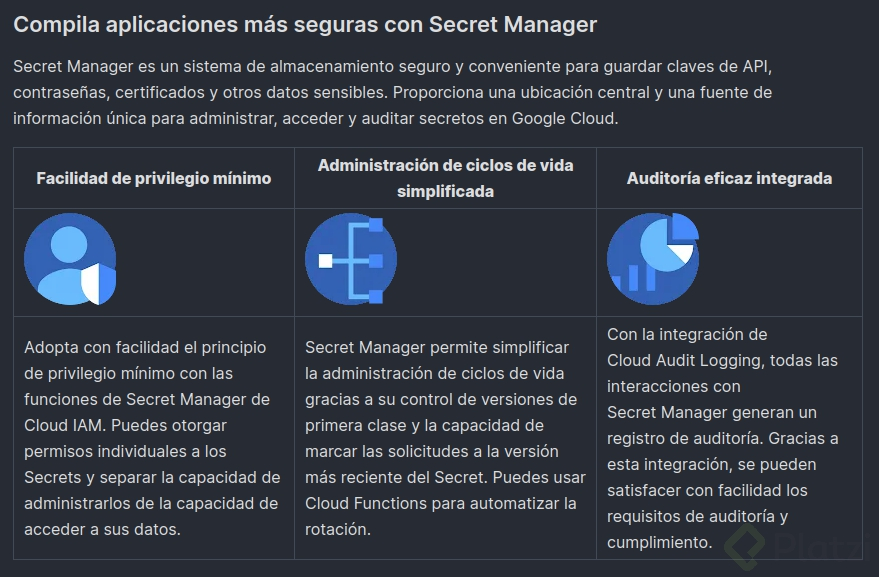 Compila aplicaciones más seguras con Secret Manager
Secret Manager es un sistema de almacenamiento seguro y conveniente para guardar claves de API,
contraseñas, certificados y otros datos sensibles. Proporciona una ubicación central y una fuente de
información única para administrar, acceder y auditar secretos en Google Cloud.
Facilidad de privilegio mínimo
Administración de ciclos de vida
simplificada
Auditoría eficaz integrada
Adopta con facilidad el principio
de privilegio mínimo con las
funciones de Secret Manager de
Cloud IAM. Puedes otorgar
permisos individuales a los
Secrets y separar la capacidad de
administrarlos de la capacidad de
acceder a sus datos.
Secret Manager permite simplificar
la administración de ciclos de vida
gracias a su control de versiones de
primera clase y la capacidad de
marcar las solicitudes a la versión
más reciente del Secret. Puedes usar
Cloud Functions para automatizar la
rotación.
Con la integración de
Cloud Audit Logging, todas las
interacciones con
Secret Manager generan un
registro de auditoría. Gracias a
esta integración, se pueden
satisfacer con facilidad los
requisitos de auditoría y
cumplimiento.
Platzi